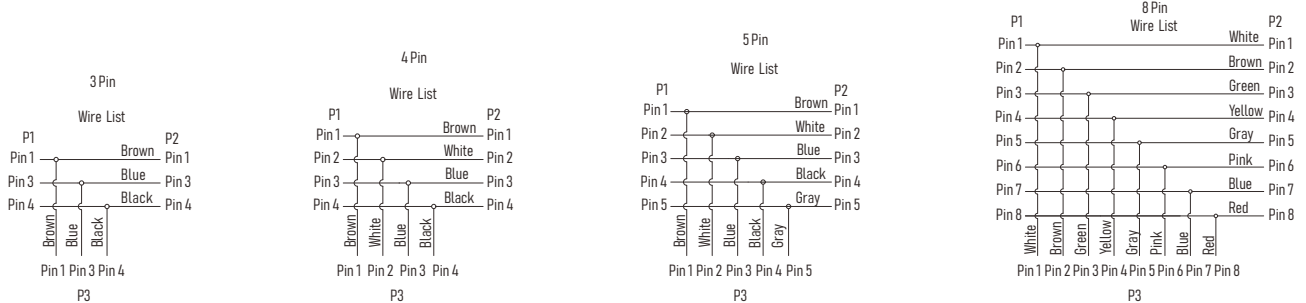 3 Pin
Wire List
P1 P2
Pin 1 Brown Pin 1
Pin 3 Blue Pin 3
Pin 4 Black Pin 4
Brown Blue Black
Pin 1 Pin 3 Pin 4
P3
4 Pin
Wire List
P1 P2
Pin 1 Brown Pin 1
Pin 2 White Pin 2
Pin 3 Blue Pin 3
Pin 4 Black Pin 4
Brown White Blue Black
Pin 1 Pin 2 Pin 3 Pin 4
P3
5 Pin
Wire List
P1 P2
Pin 1 Brown Pin 1
Pin 2 White Pin 2
Pin 3 Blue Pin 3
Pin 4 Black Pin 4
Pin 5 Gray Pin 5
Brown White Blue Black Gray
Pin 1 Pin 2 Pin 3 Pin 4 Pin 5
P3
8 Pin
Wire List
P1 P2
Pin 1 White Pin 1
Pin 2 Brown Pin 2
Pin 3 Green Pin 3
Pin 4 Yellow Pin 4
Pin 5 Gray Pin 5
Pin 6 Pink Pin 6
Pin 7 Blue Pin 7
Pin 8 Red Pin 8
White Brown Green Yellow Gray Pink Blue Red
Pin 1 Pin 2 Pin 3 Pin 4 Pin 5 Pin 6 Pin 7 Pin 8
P3